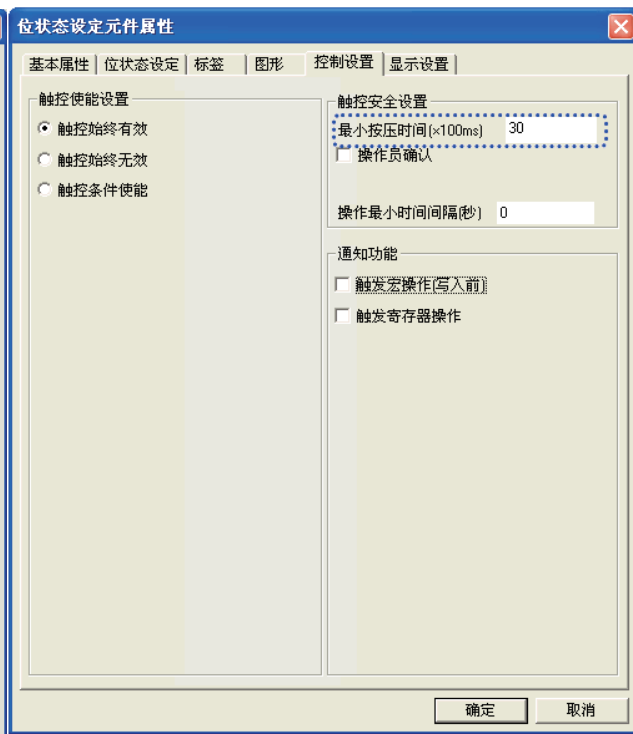 位状态设定元件属性
基本属性 位状态设定 标签 图形 控制设置 显示设置
触控使能设置
触控始终有效
触控始终无效
触控条件使能
触控安全设置
最小按压时间(×100ms) 30
操作员确认
操作最小时间间隔(秒) 0
通知功能
触发宏操作(写入前)
触发寄存器操作
确定 取消